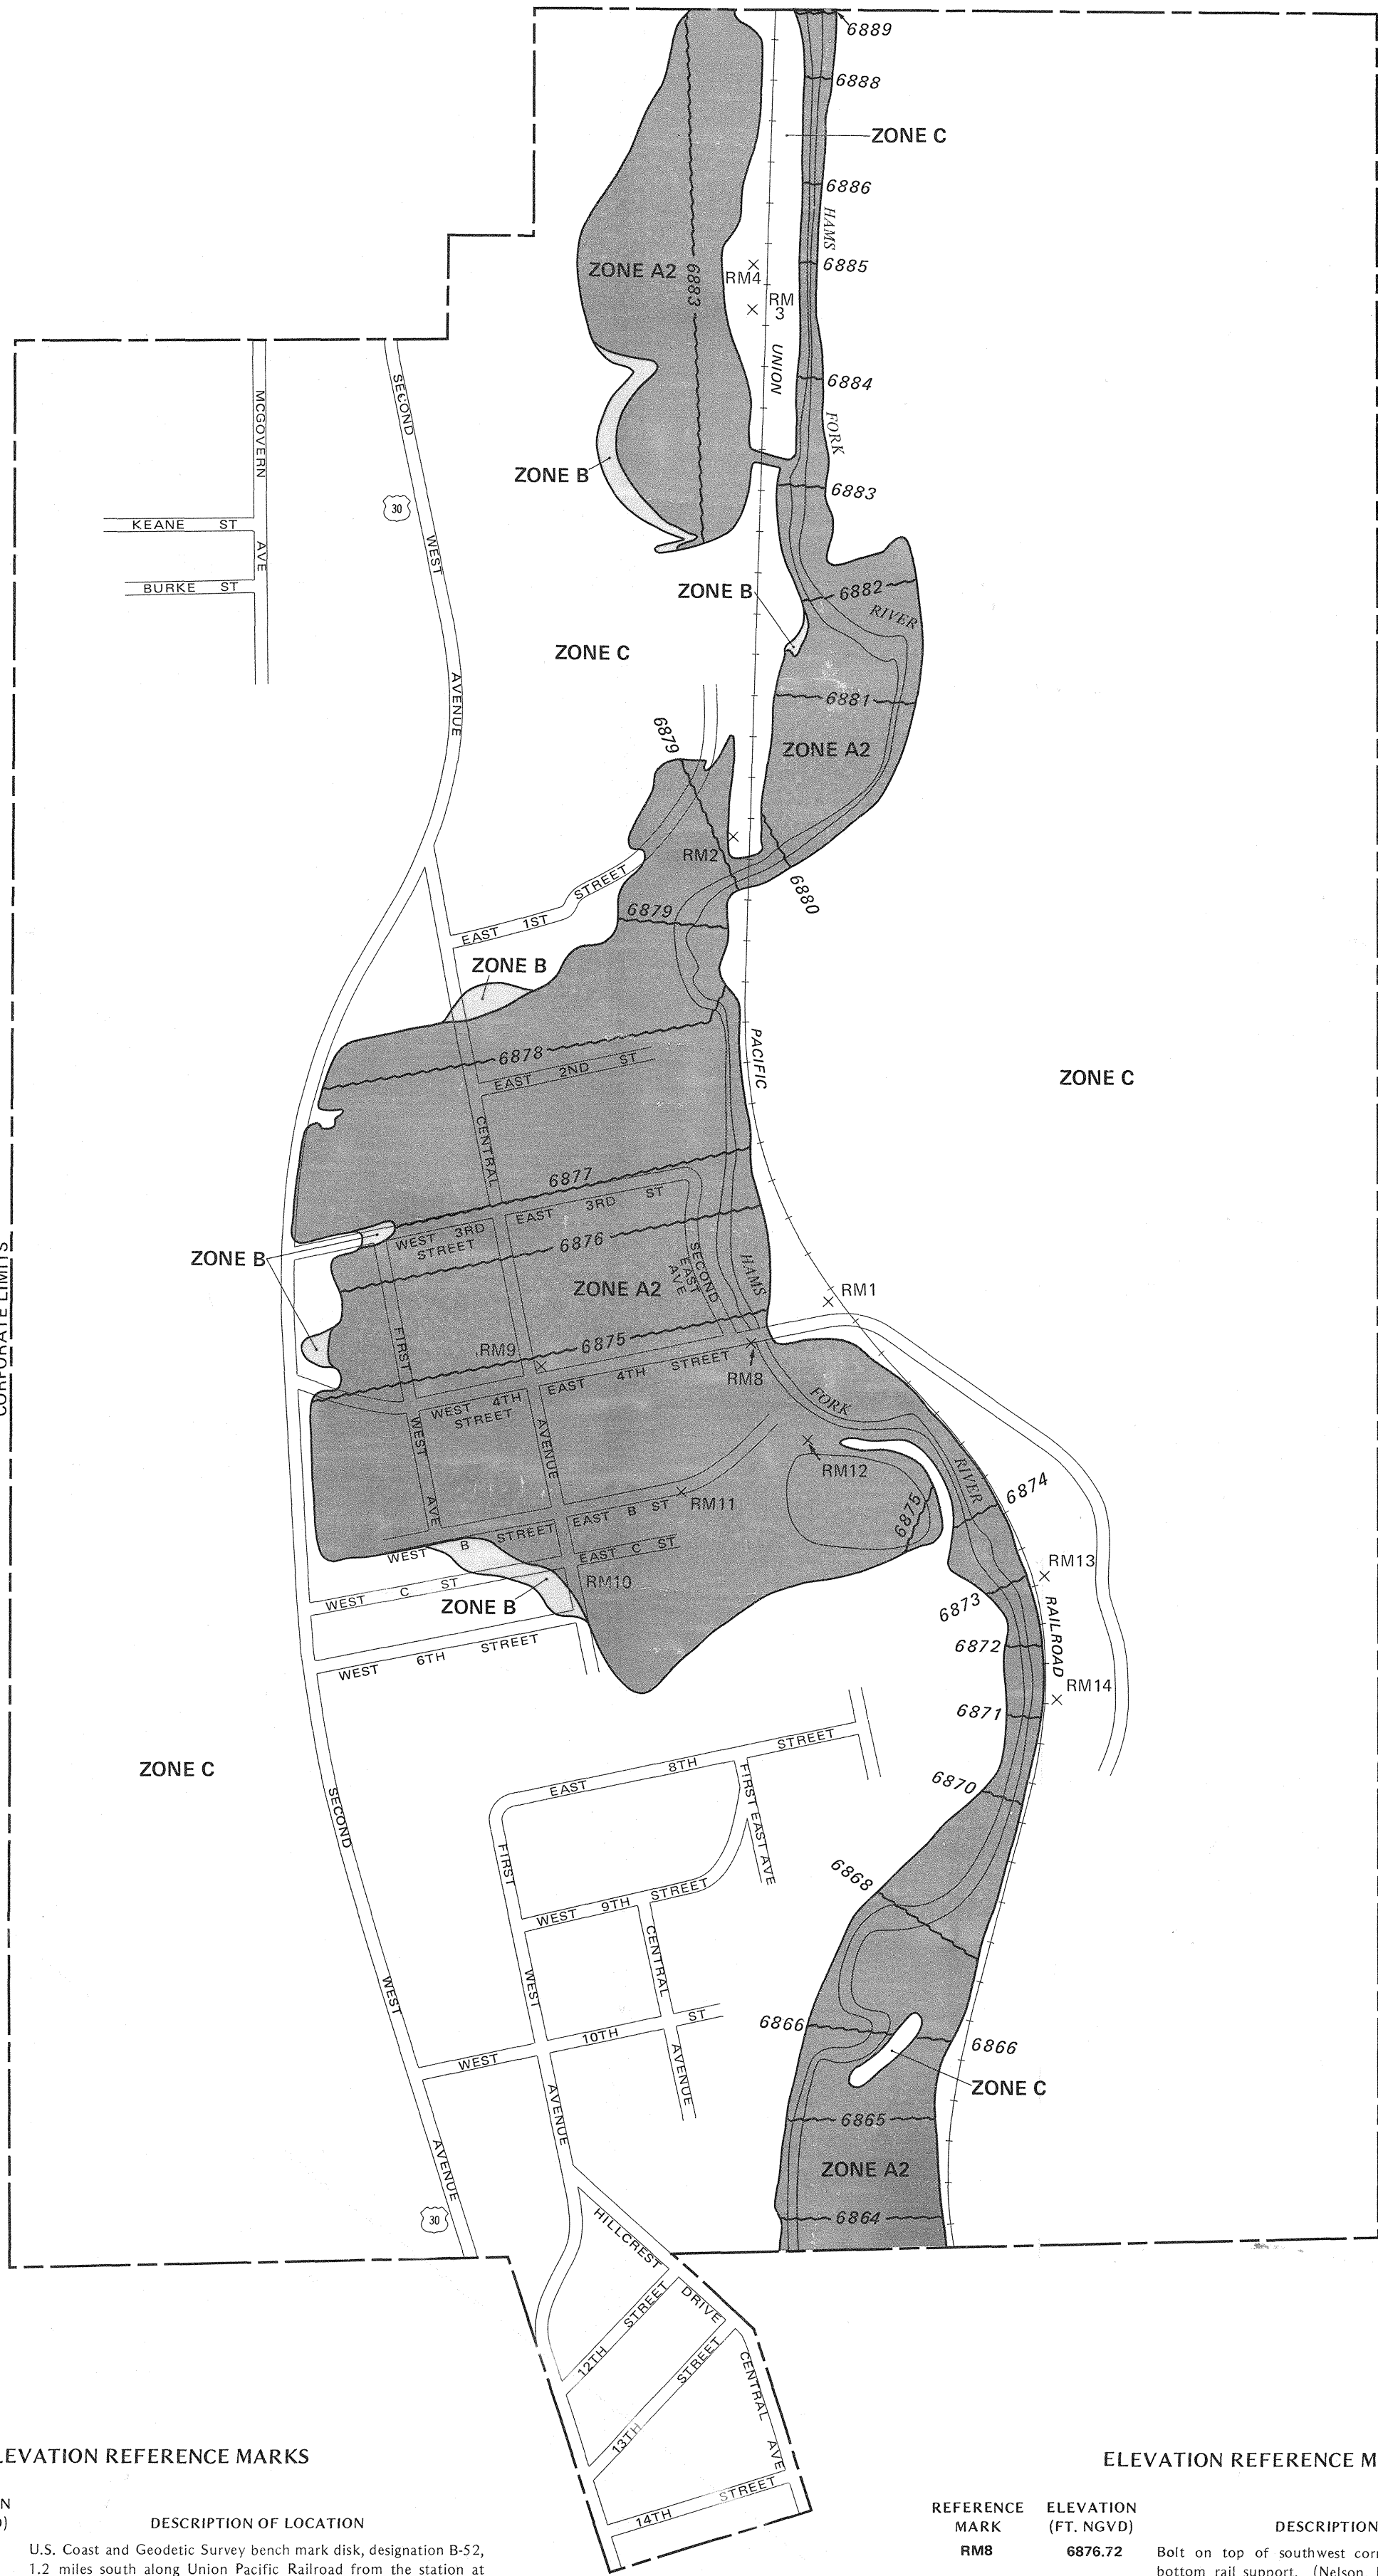 6889
6888
ZONE C
6886
HAMS
ZONE A2
6883
RM4
6885
RM
3
UNION
6884
MCGOVERN
SECOND
FORK
ZONE B
6883
30
KEANE ST
WEST
AVE
BURKE ST
ZONE B
6882
RIVER
ZONE C
AVENUE
6881
6879
ZONE A2
RM2
STREET
6880
6879
EAST 1ST
ZONE B
6878
EAST 2ND ST
PACIFIC
ZONE C
CENTRAL
6877
EAST 3RD ST
WEST 3RD
STREET
6876
ZONE B
CORPORATE LIMITS
SECOND
EAST
AVE
HAMS
ZONE A2
RM1
FIRST
RM9
6875
EAST 4TH STREET
RM8
WEST 4TH
STREET
FORK
WEST
AVENUE
RM12
RIVER
6874
AVE
RM11
6875
EAST B ST
WEST B STREET
EAST C ST
RM13
WEST C ST
RM10
ZONE B
6873
RAILROAD
WEST 6TH STREET
6872
RM14
6871
EAST 8TH STREET
ZONE C
FIRST EAST AVE
6870
SECOND
FIRST
6868
WEST 9TH STREET
CENTRAL
WEST
WEST
6866
6866
WEST 10TH ST
ZONE C
AVENUE
AVENUE
AVENUE
6865
ZONE A2
30
6864
HILLCREST
DRIVE
12TH STREET
13TH STREET
CENTRAL
AVE
14TH STREET
LEVATION REFERENCE MARKS
ELEVATION REFERENCE M
N
)
DESCRIPTION OF LOCATION
REFERENCE
MARK
ELEVATION
(FT. NGVD)
DESCRIPTION
U.S. Coast and Geodetic Survey bench mark disk, designation B-52,
1.2 miles south along Union Pacific Railroad from the station at
RM8 6876.72 Bolt on top of southwest cor
bottom rail support. (Nelson